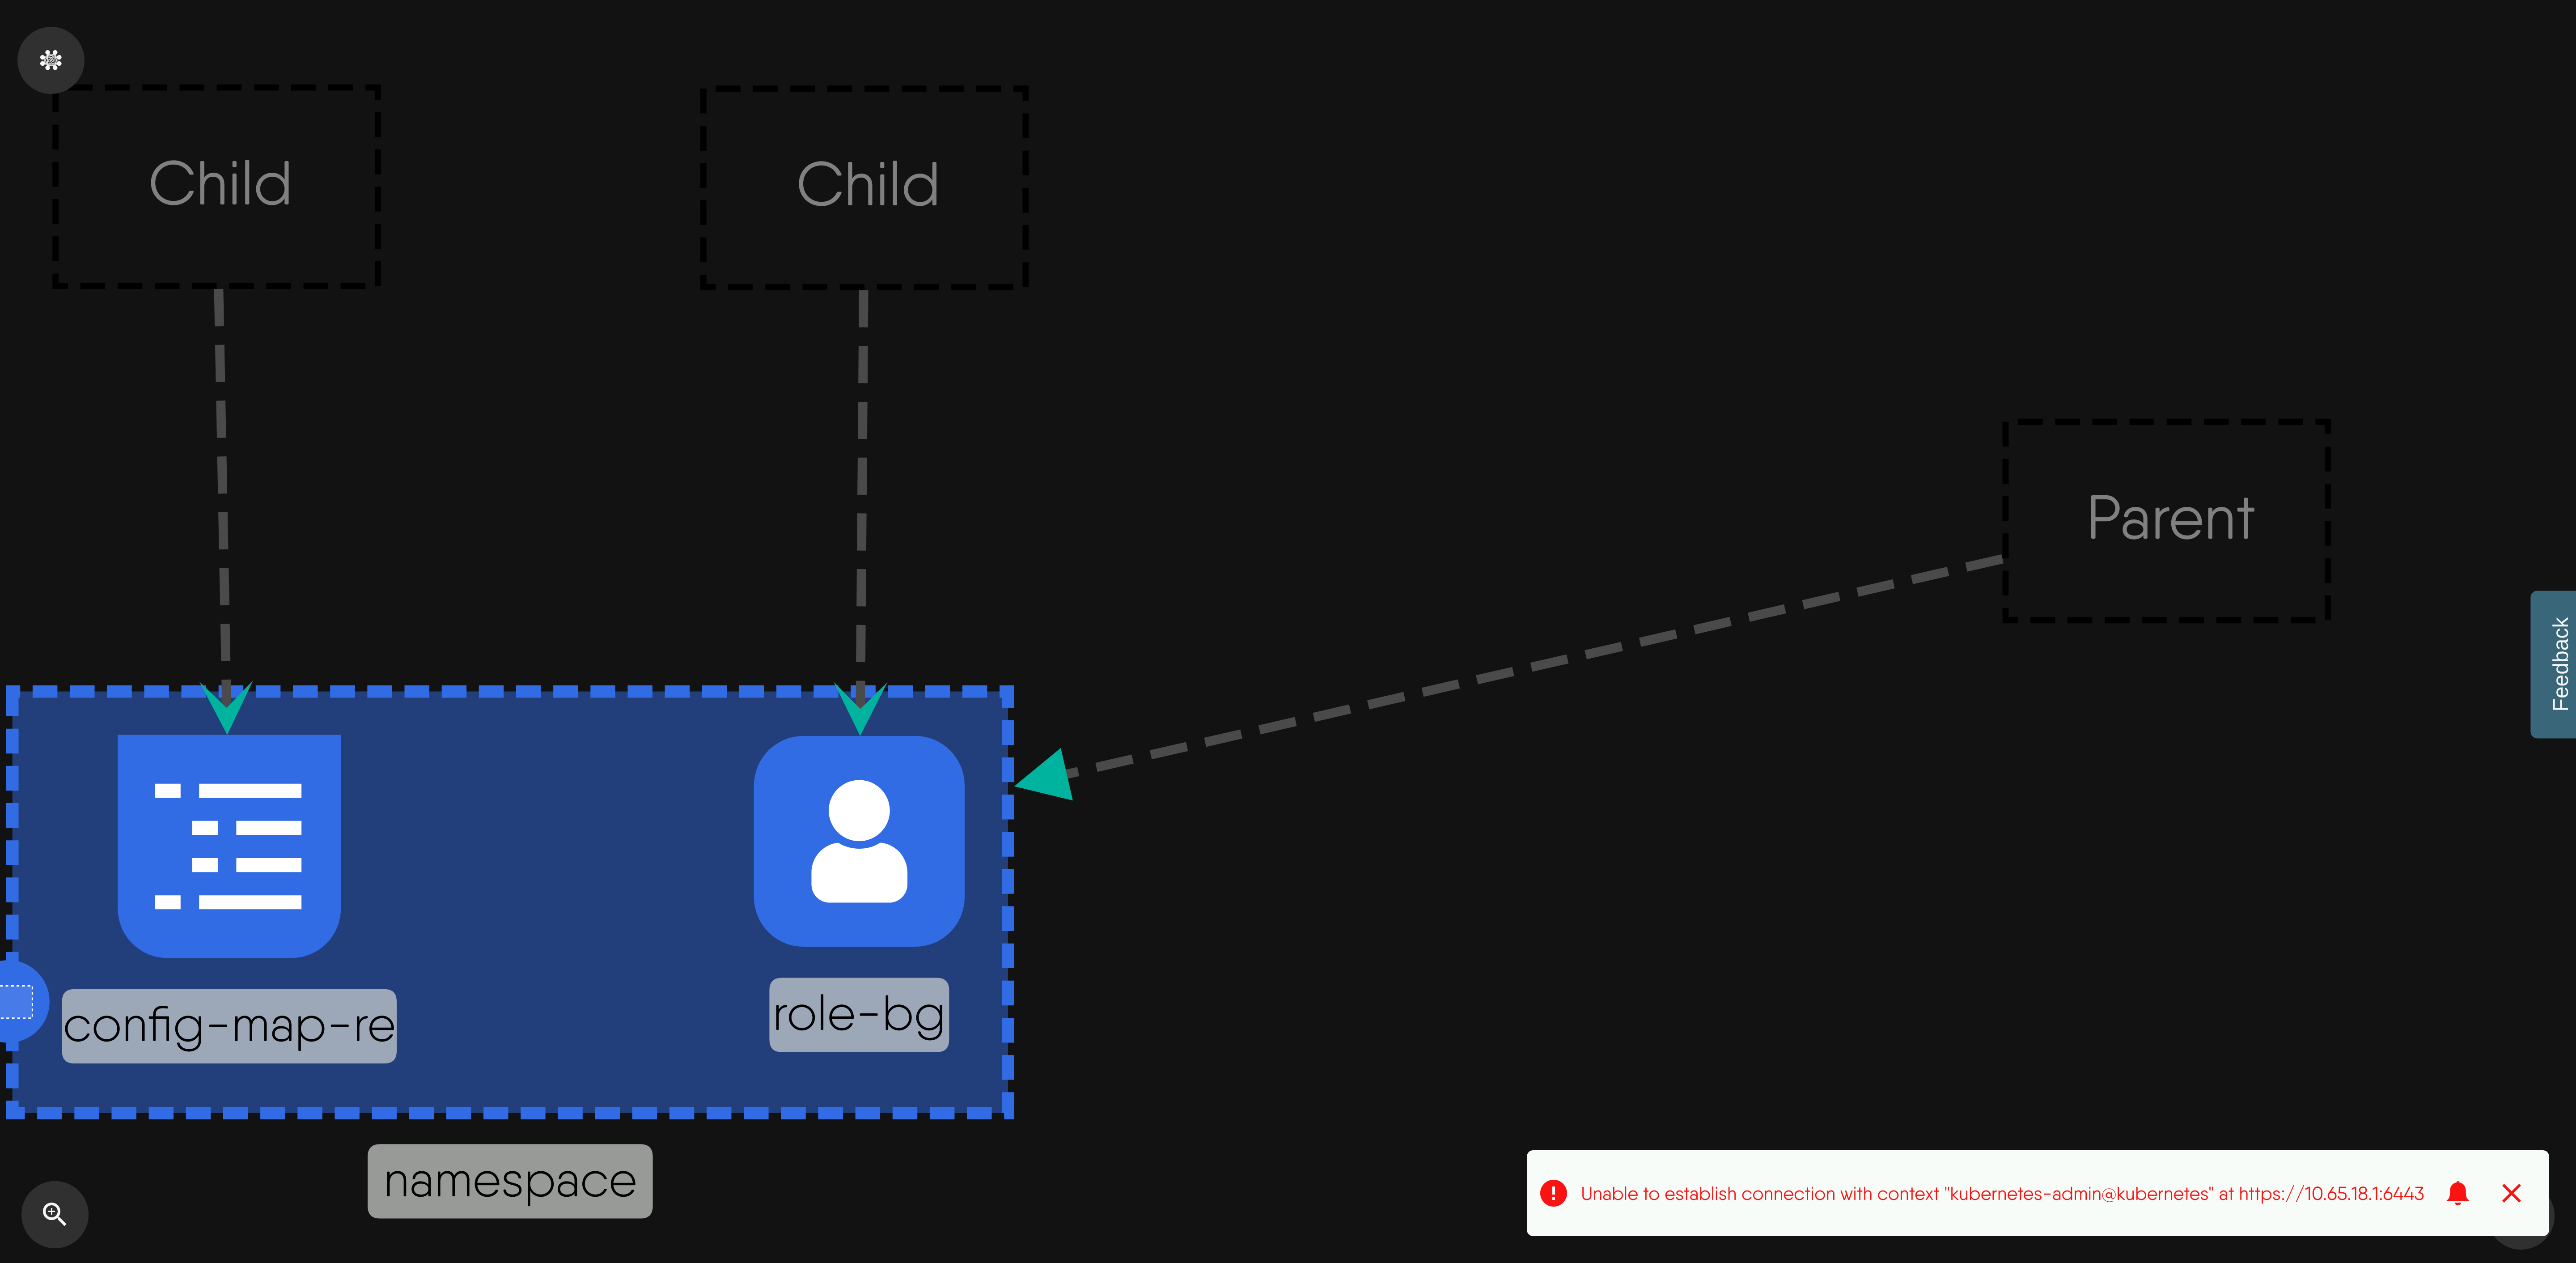 Child
Child
Parent
Feedback
config-map-re
role-bg
namespace
Unable to establish connection with context "kubernetes-admin@kubernetes" at https://10.65.18.1:6443